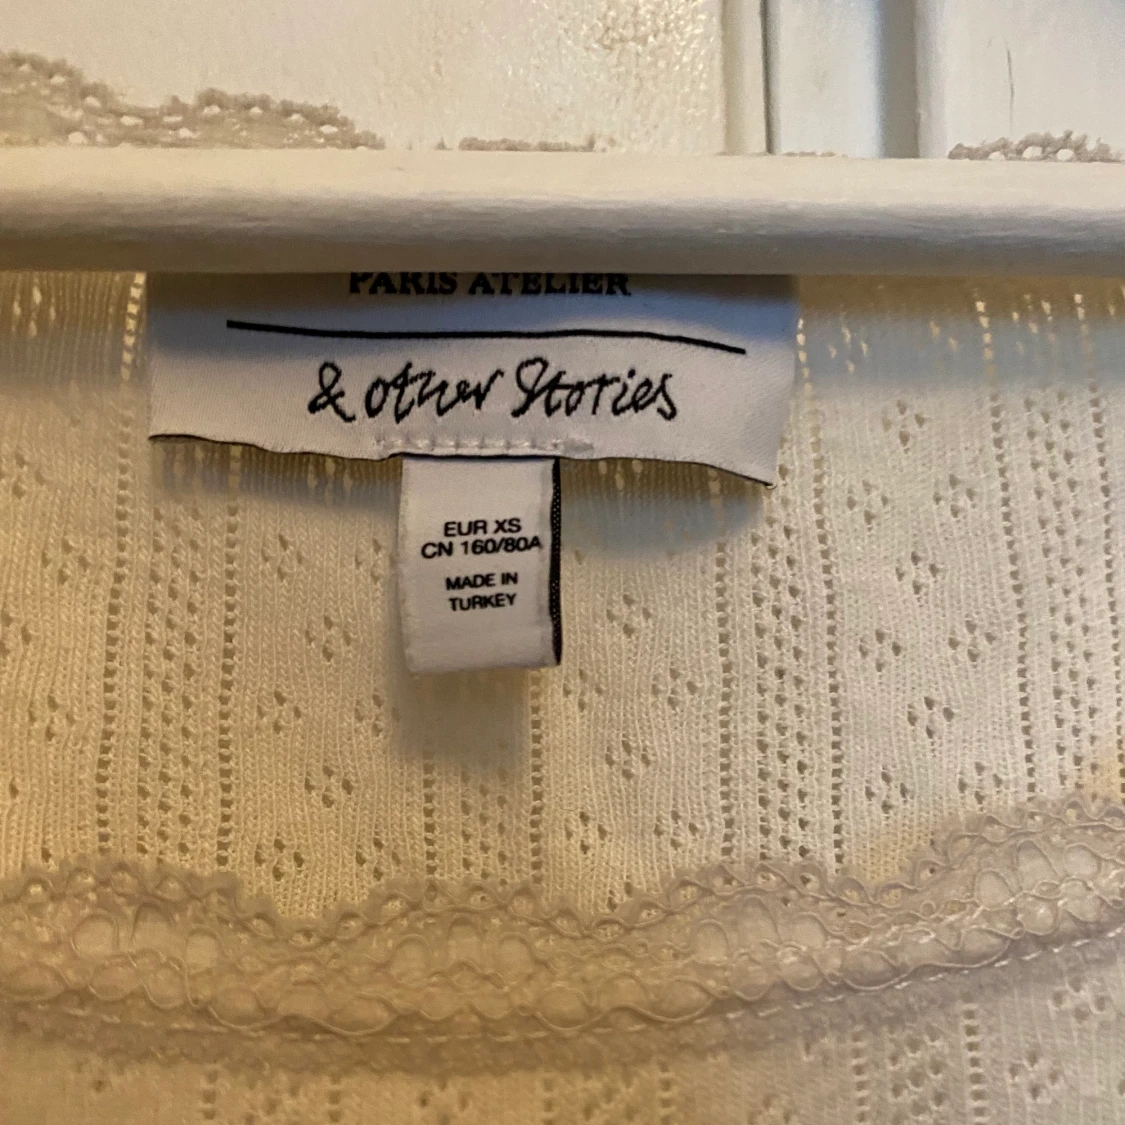 PARIS ATELIER
& other Stories
EUR XS
CN 160/80A
MADE IN
TURKEY